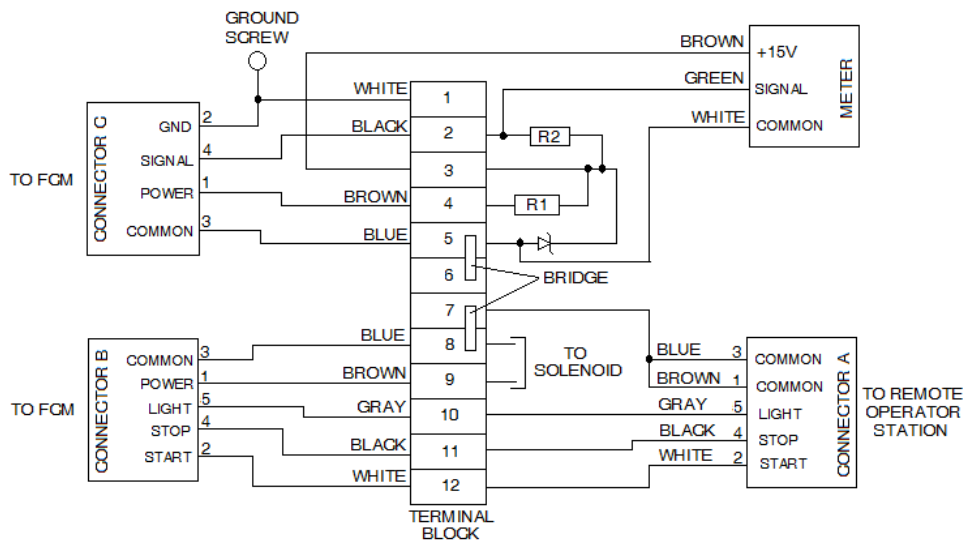 GROUND
SCREW
CONNECTOR C
TO FCM
GND 2
SIGNAL 4
POWER 1
COMMON 3
WHITE
BLACK
BROWN
BLUE
1
2
3
4
5
6
7
8
9
10
11
12
TERMINAL
BLOCK
R2
R1
BRIDGE
TO
SOLENOID
BROWN
GREEN
WHITE
+15V
SIGNAL
COMMON
METER
CONNECTOR B
TO FCM
COMMON 3
POWER 1
LIGHT 5
STOP 4
START 2
BLUE
BROWN
GRAY
BLACK
WHITE
BLUE 3 COMMON
BROWN 1 COMMON
GRAY 5 LIGHT
BLACK 4 STOP
WHITE 2 START
CONNECTOR A
TO REMOTE
OPERATOR
STATION